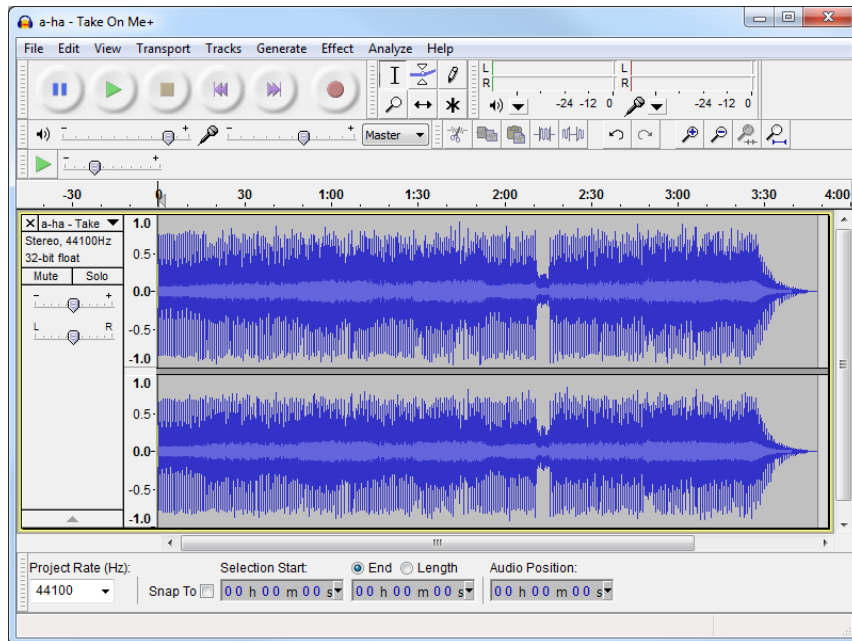 a-ha - Take On Me+
File Edit View Transport Tracks Generate Effect Analyze Help
L
R
L
R
-24 -12 0
-24 -12 0
- + - + Master
- +
-30 0 30 1:00 1:30 2:00 2:30 3:00 3:30 4:00
X a-ha - Take
Stereo, 44100Hz
32-bit float
Mute Solo
- +
L R
1.0
0.5-
0.0-
-0.5-
-1.0
1.0
0.5-
0.0-
-0.5-
-1.0
Project Rate (Hz): Selection Start: End Length Audio Position:
44100 Snap To 00 h 00 m 00 s 00 h 00 m 00 s 00 h 00 m 00 s